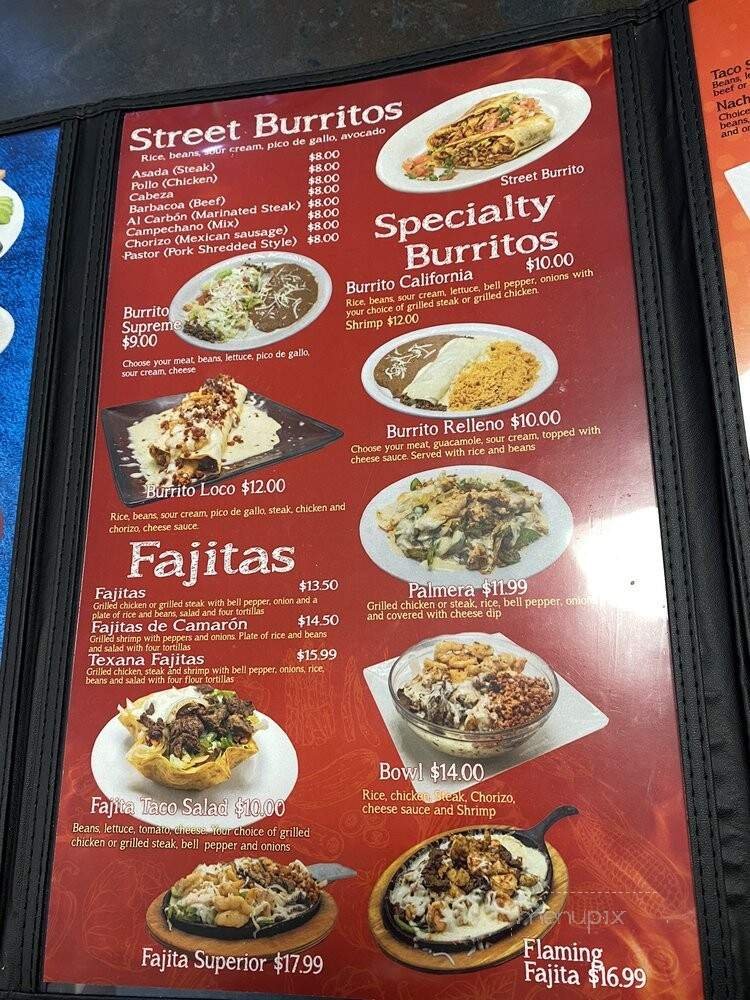 Street Burritos
Rice, beans, sour cream, pico de gallo, avocado
Asada (Steak) $8.00
Pollo (Chicken) $8.00
Cabeza $8.00
Barbacoa (Beef) $8.00
Al Carbón (Marinated Steak) $8.00
Campechano (Mix) $8.00
Chorizo (Mexican sausage) $8.00
Pastor (Pork Shredded Style) $8.00
Street Burrito
Specialty
Burritos
Burrito California $10.00
Rice, beans, sour cream, lettuce, bell pepper, onions with
your choice of grilled steak or grilled chicken.
Shrimp $12.00
Burrito
Supreme
$9.00
Choose your meat, beans, lettuce, pico de gallo,
sour cream, cheese
Burrito Relleno $10.00
Choose your meat, guacamole, sour cream, topped with
cheese sauce. Served with rice and beans
Burrito Loco $12.00
Rice, beans, sour cream, pico de gallo, steak, chicken and
chorizo, cheese sauce.
Palmera $11.99
Grilled chicken or steak, rice, bell pepper, onion
and covered with cheese dip
Fajitas
Fajitas $13.50
Grilled chicken or grilled steak with bell pepper, onion and a
plate of rice and beans, salad and four tortillas
Fajitas de Camarón $14.50
Grilled shrimp with peppers and onions. Plate of rice and beans
and salad with four tortillas
Texana Fajitas $15.99
Grilled chicken, steak and shrimp with bell pepper, onions, rice,
beans and salad with four flour tortillas
Bowl $14.00
Rice, chicken, Steak, Chorizo,
cheese sauce and Shrimp
Fajita Taco Salad $10.00
Beans, lettuce, tomato, cheese. Your choice of grilled
chicken or grilled steak, bell pepper and onions
Fajita Superior $17.99
Flaming
Fajita $16.99
menupix
Taco S
Beans, le
beef or
Nach
Choice
beans,
and on